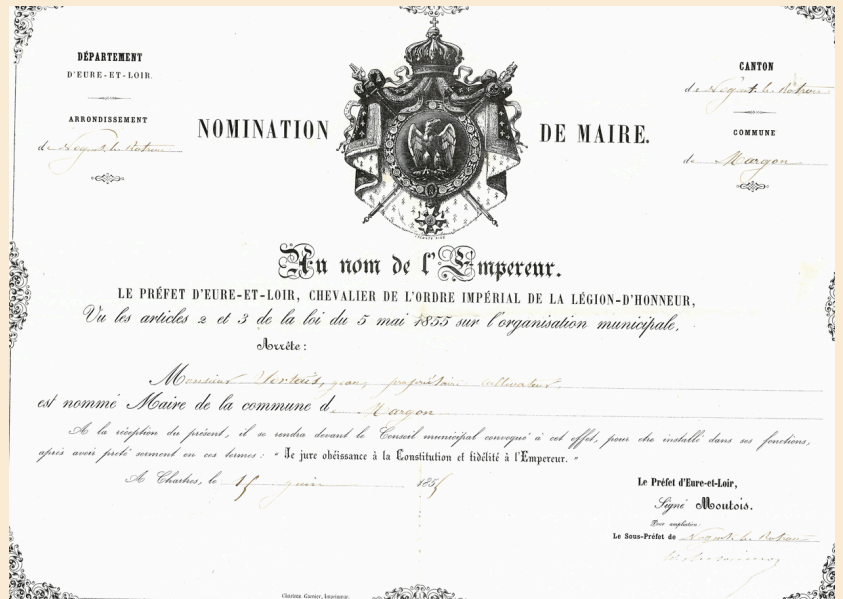 DÉPARTEMENT
D'EURE-ET-LOIR.
ARRONDISSEMENT
de Nogent-le-Rotrou
CANTON
de Nogent-le-Rotrou
COMMUNE
de Margon
NOMINATION DE MAIRE.
Au nom de l'Empereur.
LE PRÉFET D'EURE-ET-LOIR, CHEVALIER DE L'ORDRE IMPÉRIAL DE LA LÉGION-D'HONNEUR,
Vu les articles 2 et 3 de la loi du 5 mai 1855 sur l'organisation municipale,
Arrête:
Monsieur propriétaire cultivateur,
est nommé Maire de la commune de Margon
A la réception du présent, il se rendra devant le Conseil municipal convoqué à cet effet, pour être installé dans ses fonctions,
après avoir prêté serment en ces termes: "Je jure obéissance à la Constitution et fidélité à l'Empereur."
A Chartres, le 15 juin 1855
Le Préfet d'Eure-et-Loir,
Signé Moutois.
Pour ampliation:
Le Sous-Préfet de Nogent-le-Rotrou
Chartres, Garnier, Imprimeur.